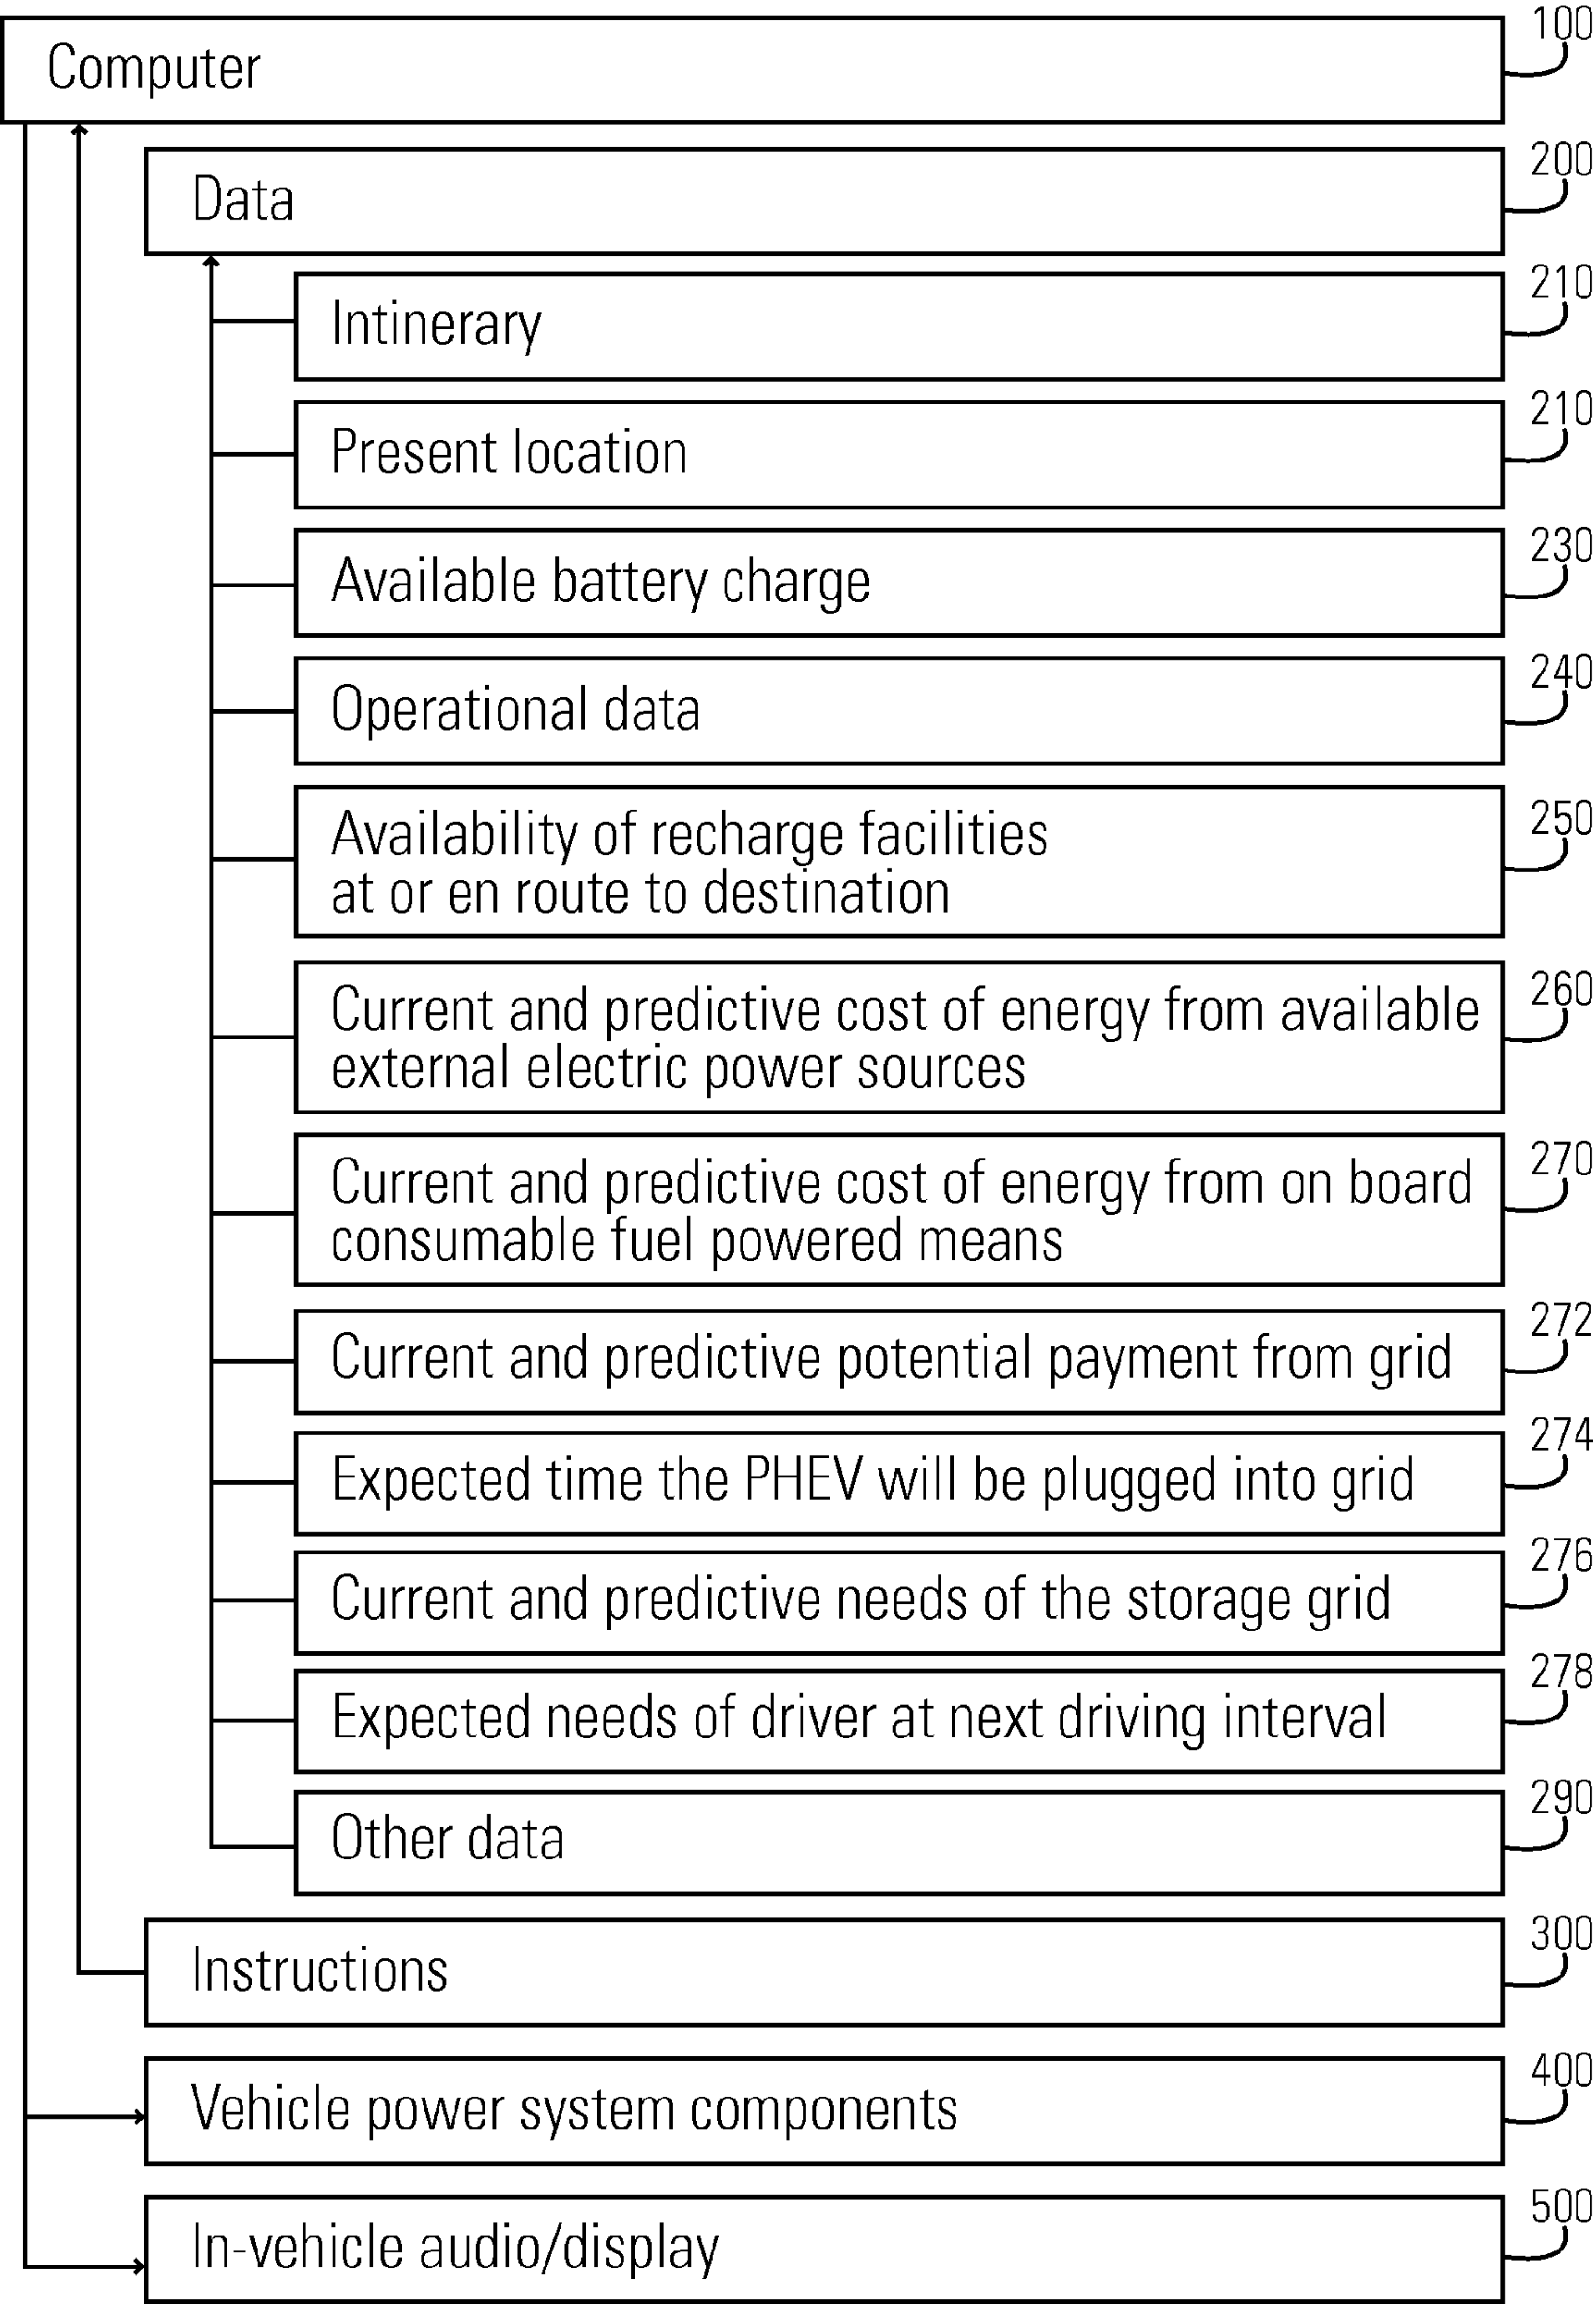 100
Computer
200
Data
210
Intinerary
210
Present location
230
Available battery charge
240
Operational data
250
Availability of recharge facilities
at or en route to destination
260
Current and predictive cost of energy from available
external electric power sources
270
Current and predictive cost of energy from on board
consumable fuel powered means
272
Current and predictive potential payment from grid
274
Expected time the PHEV will be plugged into grid
276
Current and predictive needs of the storage grid
278
Expected needs of driver at next driving interval
290
Other data
300
Instructions
400
Vehicle power system components
500
In-vehicle audio/display